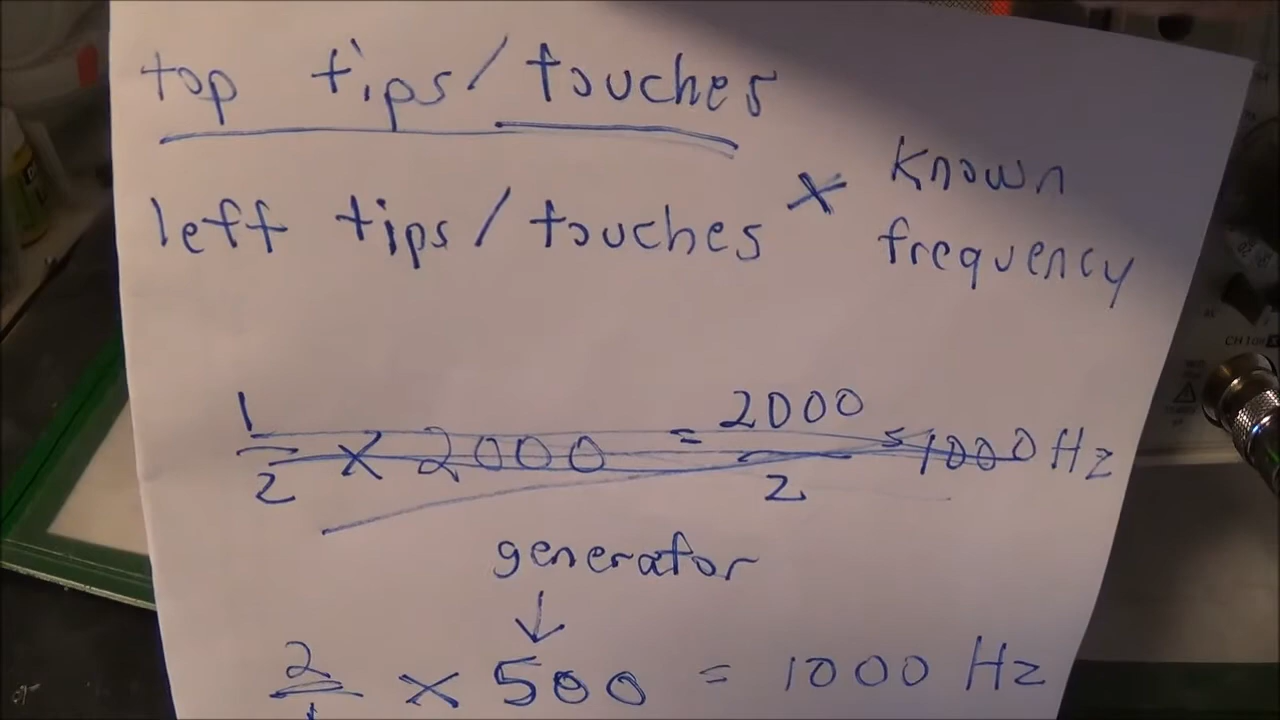 top tips/touches
left tips/touches × known frequency
1/2 × 2000 = 2000/2 = 1000 Hz
generator
↓
2/1 × 500 = 1000 Hz
CH1